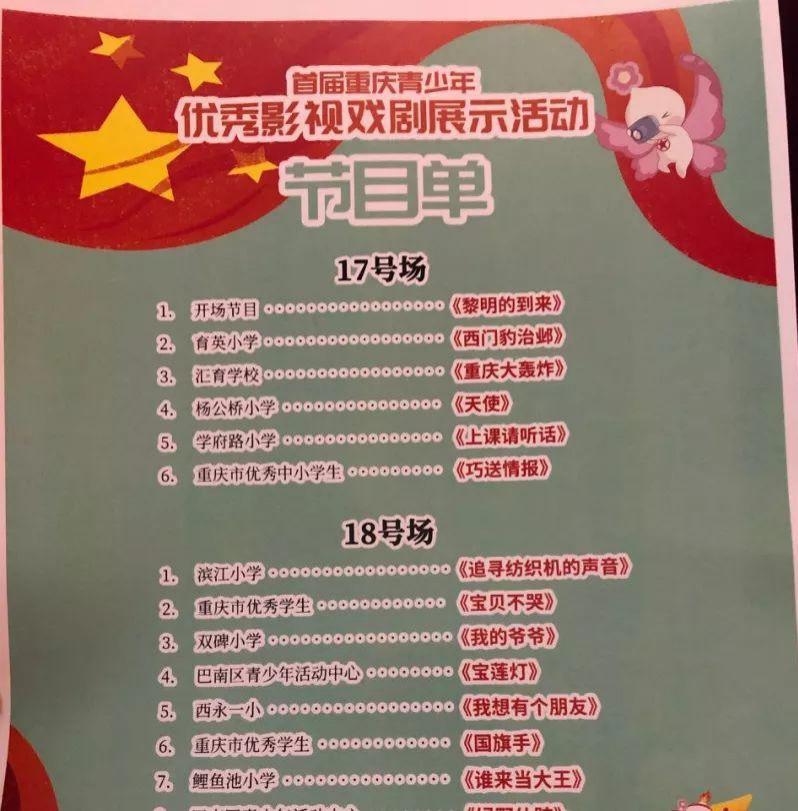 首届重庆青少年
优秀影视戏剧展示活动
节目单
17号场
1. 开场节目 ················· 《黎明的到来》
2. 育英小学 ················· 《西门豹治邺》
3. 汇育学校 ················· 《重庆大轰炸》
4. 杨公桥小学 ··············· 《天使》
5. 学府路小学 ··············· 《上课请听话》
6. 重庆市优秀中小学生 ········· 《巧送情报》
18号场
1. 滨江小学 ················· 《追寻纺织机的声音》
2. 重庆市优秀学生 ············ 《宝贝不哭》
3. 双碑小学 ················· 《我的爷爷》
4. 巴南区青少年活动中心 ········ 《宝莲灯》
5. 西永一小 ················· 《我想有个朋友》
6. 重庆市优秀学生 ············ 《国旗手》
7. 鲤鱼池小学 ··············· 《谁来当大王》